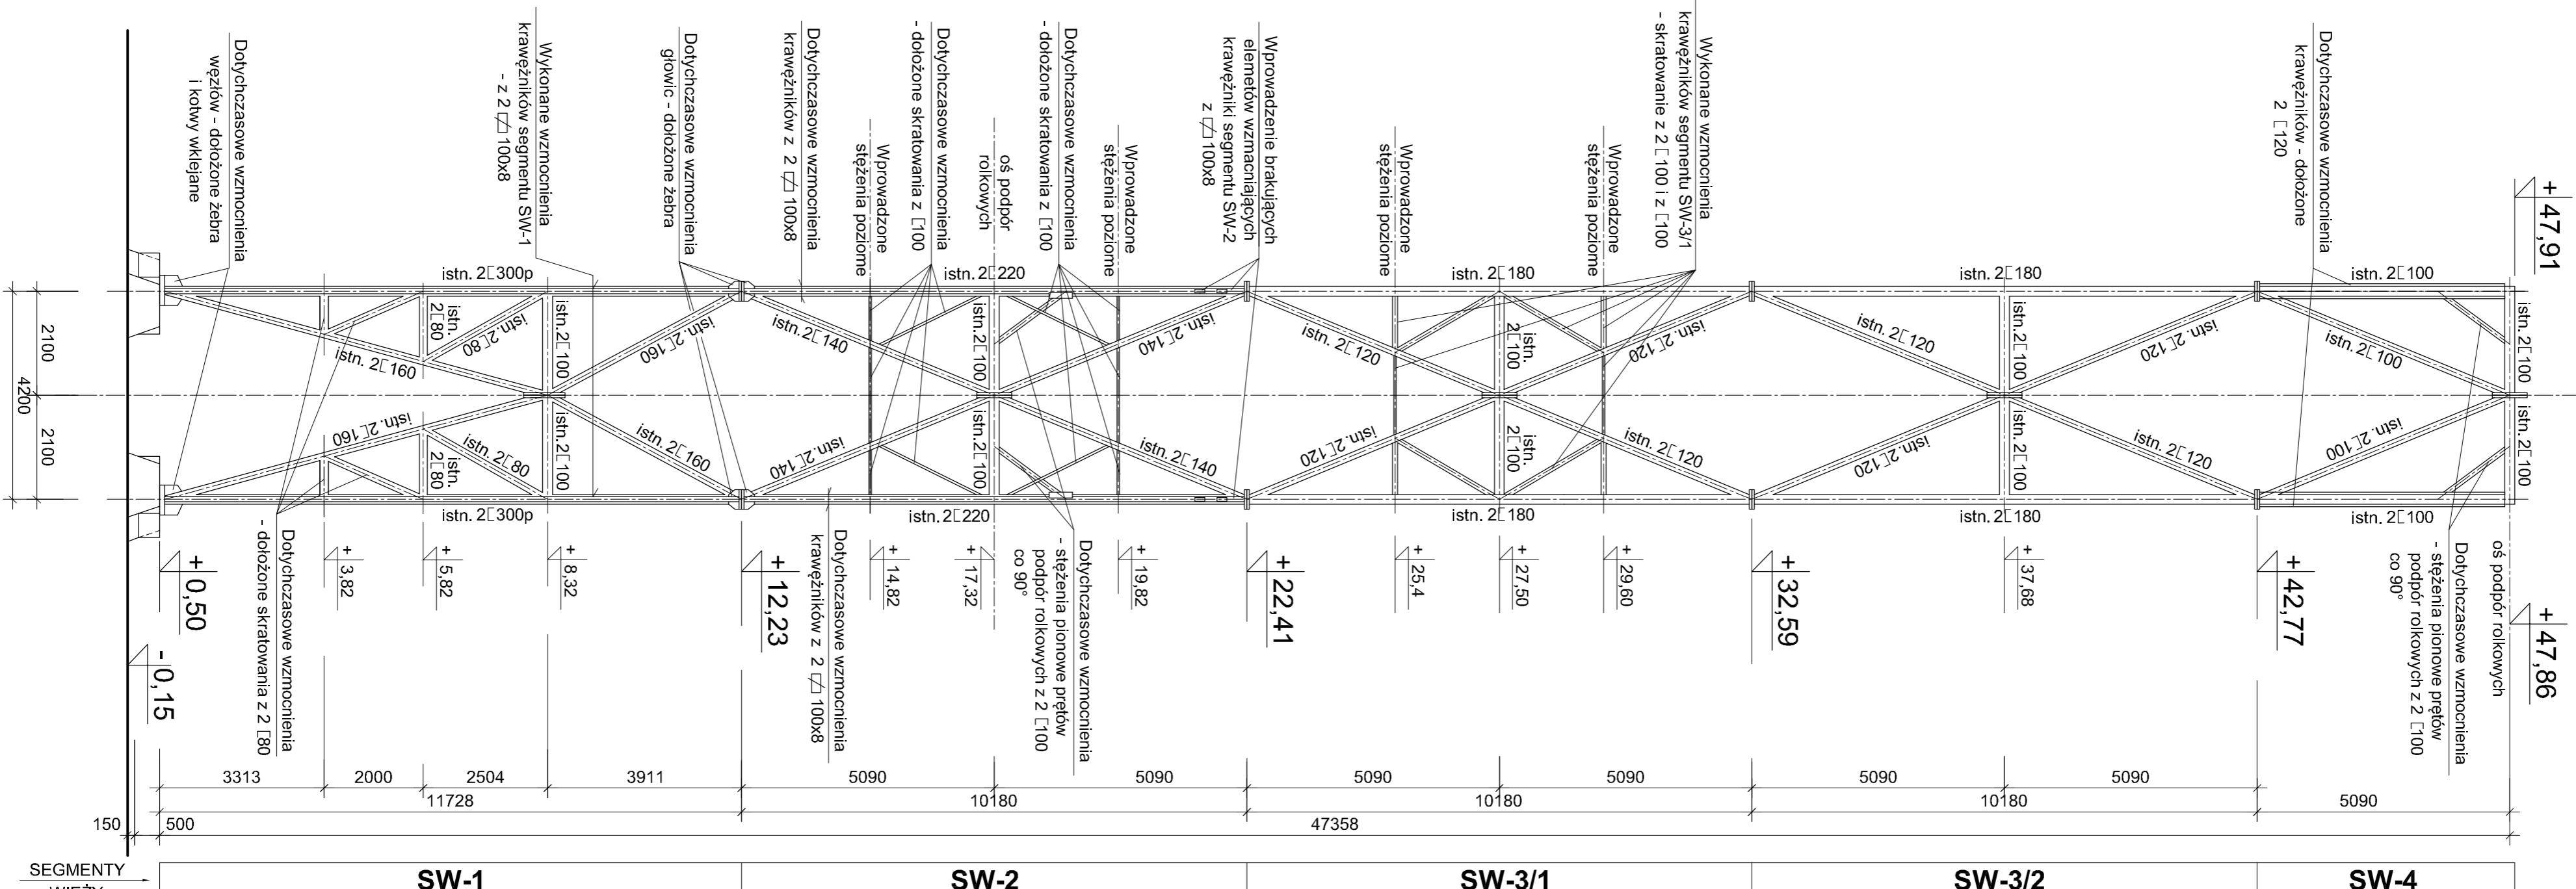 Dotychczasowe wzmocnienia
węzłów - dołożone żebra
i kotwy wklejane
Wykonane wzmocnienia
krawężników segmentu SW-1
- z 2 100x8
Dotychczasowe wzmocnienia
głowic - dołożone żebra
Dotychczasowe wzmocnienia
krawężników z 2 100x8
Wprowadzone
stężenia poziome
Dotychczasowe wzmocnienia
- dołożone skratowania z [100
oś podpór
rolkowych
Dotychczasowe wzmocnienia
- dołożone skratowania z [100
Wprowadzone
stężenia poziome
Wprowadzenie brakujących
elemetów wzmacniających
krawężniki segmentu SW-2
z 100x8
Wprowadzone
stężenia poziome
Wprowadzone
stężenia poziome
Wykonane wzmocnienia
krawężników segmentu SW-3/1
- skratowanie z 2 [100 i z [100
Dotychczasowe wzmocnienia
krawężników - dołożone
2 [120
+47,91
istn. 2[300p
istn. 2[220
istn. 2[180
istn. 2[180
istn. 2[100
istn.
2[80
istn. 2[80
istn. 2[160
istn.2[100
istn. 2[160
istn. 2[140
istn.2[100
istn. 2[140
istn. 2[120
istn.
2[100
istn. 2[120
istn. 2[120
istn.2[100
istn. 2[120
istn. 2[100
istn. 2[100
2100
4200
2100
istn. 2[160
istn.
2[80
istn. 2[80
istn.2[100
istn. 2[160
istn. 2[140
istn.2[100
istn. 2[140
istn. 2[120
istn.
2[100
istn. 2[120
istn. 2[120
istn.2[100
istn. 2[120
istn. 2[100
istn. 2[100
istn. 2[300p
istn. 2[220
istn. 2[180
istn. 2[180
istn. 2[100
+ 0,50
- 0,15
Dotychczasowe wzmocnienia
- dołożone skratowania z 2 [80
+ 3,82
+ 5,82
+ 8,32
+ 12,23
Dotychczasowe wzmocnienia
krawężników z 2 100x8
+ 14,82
+ 17,32
Dotychczasowe wzmocnienia
- stężenia pionowe prętów
podpór rolkowych z 2 [100
co 90°
+ 19,82
+ 22,41
+ 25,4
+ 27,50
+ 29,60
+ 32,59
+ 37,68
+ 42,77
oś podpór rolkowych
Dotychczasowe wzmocnienia
- stężenia pionowe prętów
podpór rolkowych z 2 [100
co 90°
+ 47,86
3313 2000 2504 3911 5090 5090 5090 5090 5090 5090
11728 10180 10180 10180 5090
150 500 47358
SEGMENTY
WIEŻY
SW-1 SW-2 SW-3/1 SW-3/2 SW-4